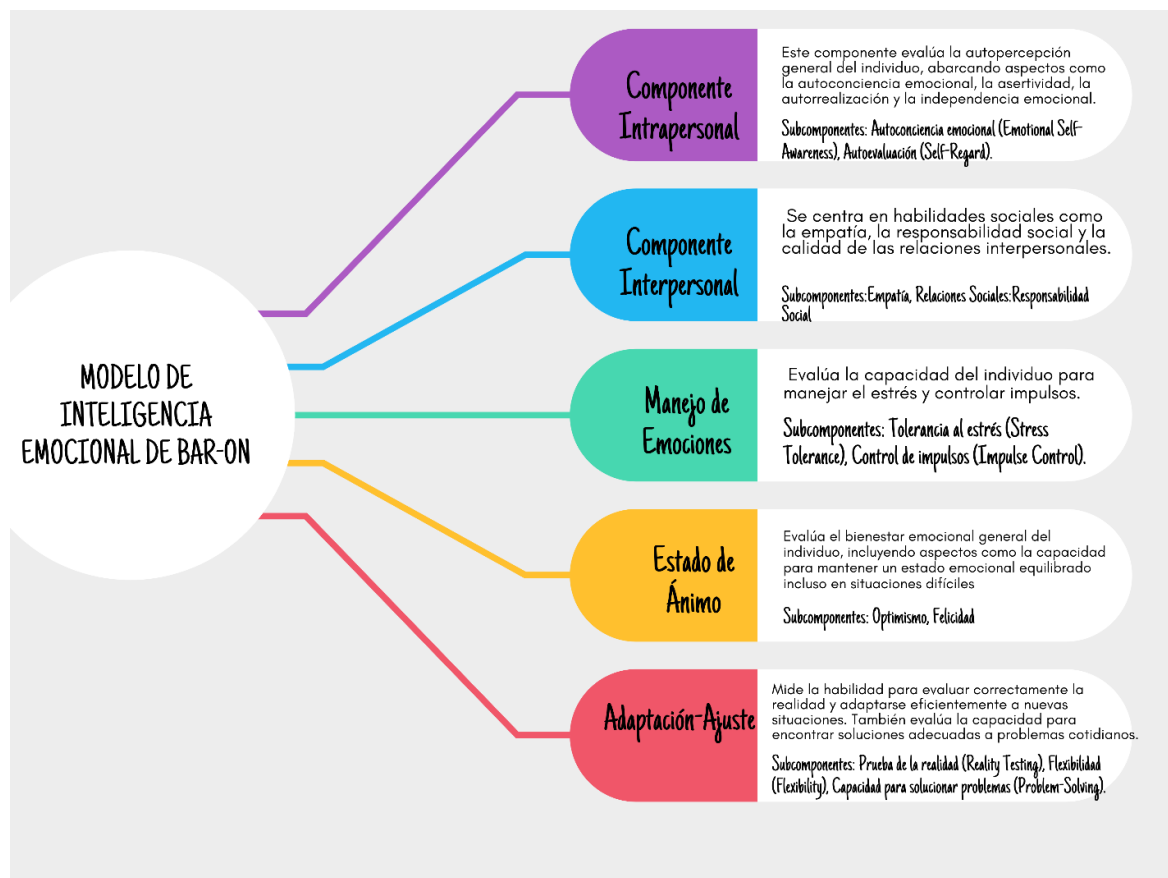 MODELO DE
INTELIGENCIA
EMOCIONAL DE BAR-ON
Componente
Intrapersonal
Este componente evalúa la autopercepción
general del individuo, abarcando aspectos como
la autoconciencia emocional, la asertividad, la
autorrealización y la independencia emocional.
Subcomponentes: Autoconciencia emocional (Emotional Self-
Awareness), Autoevaluación (Self-Regard).
Componente
Interpersonal
Se centra en habilidades sociales como
la empatía, la responsabilidad social y la
calidad de las relaciones interpersonales.
Subcomponentes:Empatía, Relaciones Sociales:Responsabilidad
Social
Manejo de
Emociones
Evalúa la capacidad del individuo para
manejar el estrés y controlar impulsos.
Subcomponentes: Tolerancia al estrés (Stress
Tolerance), Control de impulsos (Impulse Control).
Estado de
Ánimo
Evalúa el bienestar emocional general del
individuo, incluyendo aspectos como la capacidad
para mantener un estado emocional equilibrado
incluso en situaciones difíciles
Subcomponentes: Optimismo, Felicidad
Adaptación-Ajuste
Mide la habilidad para evaluar correctamente la
realidad y adaptarse eficientemente a nuevas
situaciones. También evalúa la capacidad para
encontrar soluciones adecuadas a problemas cotidianos.
Subcomponentes: Prueba de la realidad (Reality Testing), Flexibilidad
(Flexibility), Capacidad para solucionar problemas (Problem-Solving).